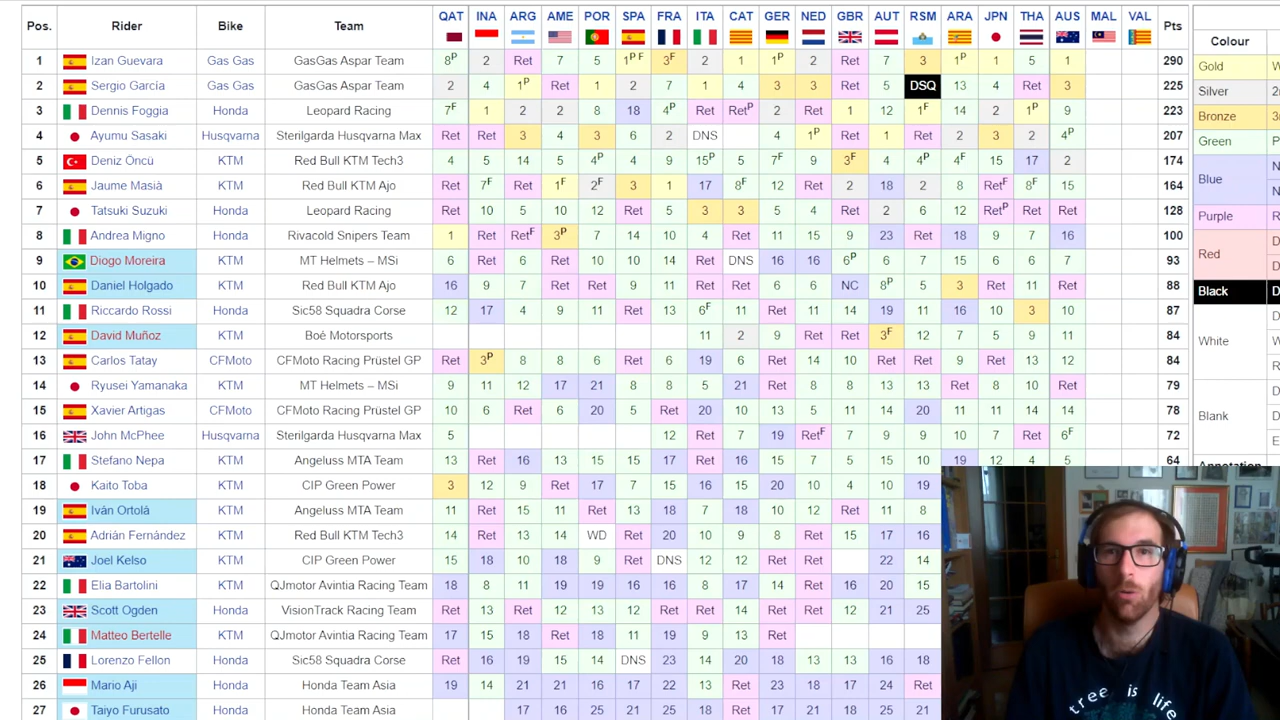 Pos. Rider Bike Team QAT INA ARG AME POR SPA FRA ITA CAT GER NED GBR AUT RSM ARA JPN THA AUS MAL VAL Pts Colour
1 Izan Guevara Gas Gas GasGas Aspar Team 8P 2 Ret 7 5 1P F 3F 2 1 1P 2 Ret 7 3 1P 1 5 1 290 Gold W
2 Sergio García Gas Gas GasGas Aspar Team 2 4 1P Ret 1 2 7 1 4 3 3 Ret 5 DSQ 13 4 Ret 3 225 Silver 2
3 Dennis Foggia Honda Leopard Racing 7F 1 2 2 8 18 4P Ret RetP 2 Ret 1 12 1F 14 2 1P 9 223 Bronze 3
4 Ayumu Sasaki Husqvarna Sterilgarda Husqvarna Max Ret Ret 3 4 3 6 2 DNS 4 1P Ret 1 Ret 2 3 2 4P 207 Green P
5 Deniz Öncü KTM Red Bull KTM Tech3 4 5 14 5 4P 4 9 15P 5 7F 9 3F 4 4P 4F 15 17 2 174 Blue N
6 Jaume Masià KTM Red Bull KTM Ajo Ret 7F Ret 1F 2F 3 1 17 8F 12 Ret 2 18 2 8 RetF 8F 15 164 N
7 Tatsuki Suzuki Honda Leopard Racing Ret 10 5 10 12 Ret 5 3 3 5 4 Ret 2 6 12 RetP Ret Ret 128 Purple R
8 Andrea Migno Honda Rivacold Snipers Team 1 Ret RetF 3P 7 14 10 4 Ret 11 15 9 23 Ret 18 9 7 16 100 Red D
9 Diogo Moreira KTM MT Helmets – MSi 6 Ret 6 Ret 10 10 14 Ret DNS 16 16 6P 6 7 15 6 6 7 93 D
10 Daniel Holgado KTM Red Bull KTM Ajo 16 9 7 Ret Ret 9 11 Ret Ret 6 6 NC 8P 5 3 Ret 11 Ret 88 Black D
11 Riccardo Rossi Honda Sic58 Squadra Corse 12 17 4 9 11 Ret 13 6F 11 Ret 11 14 19 11 16 10 3 10 87 White D
12 David Muñoz KTM Boé Motorsports 11 2 9 Ret Ret 3F 12 7 5 9 11 84 W
13 Carlos Tatay CFMoto CFMoto Racing Prüstel GP Ret 3P 8 8 6 Ret 6 19 6 Ret 14 10 Ret Ret 9 Ret 13 12 84 R
14 Ryusei Yamanaka KTM MT Helmets – MSi 9 11 12 17 21 8 8 5 21 Ret 8 8 13 13 Ret 8 10 Ret 79 Blank D
15 Xavier Artigas CFMoto CFMoto Racing Prüstel GP 10 6 Ret 6 20 5 Ret 20 10 13 5 11 14 20 11 11 14 14 78 D
16 John McPhee Husqvarna Sterilgarda Husqvarna Max 5 12 Ret 7 19 RetF 7 9 9 10 7 Ret 6F 72 E
17 Stefano Nepa KTM Angeluss MTA Team 13 Ret 16 13 15 15 17 Ret 16 15 7 5 15 10 19 12 4 5 64 Annotation
18 Kaito Toba KTM CIP Green Power 3 12 9 Ret 17 7 15 16 15 20 10 4 10 19
19 Iván Ortolá KTM Angeluss MTA Team 11 Ret 15 11 Ret 13 18 7 18 10 12 Ret 11 8
20 Adrián Fernández KTM Red Bull KTM Tech3 14 Ret 13 14 WD Ret 20 10 9 8 Ret 15 17 16
21 Joel Kelso KTM CIP Green Power 18 10 18 9 Ret DNS 12 12 Ret Ret 22 14
22 Elia Bartolini KTM QJmotor Avintia Racing Team 18 8 11 19 19 16 16 8 17 14 Ret 16 20 15
23 Scott Ogden Honda VisionTrack Racing Team Ret 13 Ret 12 13 12 Ret Ret 14 Ret Ret 12 21 25
24 Matteo Bertelle KTM QJmotor Avintia Racing Team 17 15 18 Ret 18 11 19 9 13 Ret
25 Lorenzo Fellon Honda Sic58 Squadra Corse Ret 16 19 15 14 DNS 23 14 20 18 13 13 16 18
26 Mario Aji Honda Honda Team Asia 19 14 21 21 16 17 22 13 Ret 23 18 17 24 Ret
27 Taiyo Furusato Honda Honda Team Asia 17 16 25 21 25 18 Ret 22 17 18 25 21
tree is life